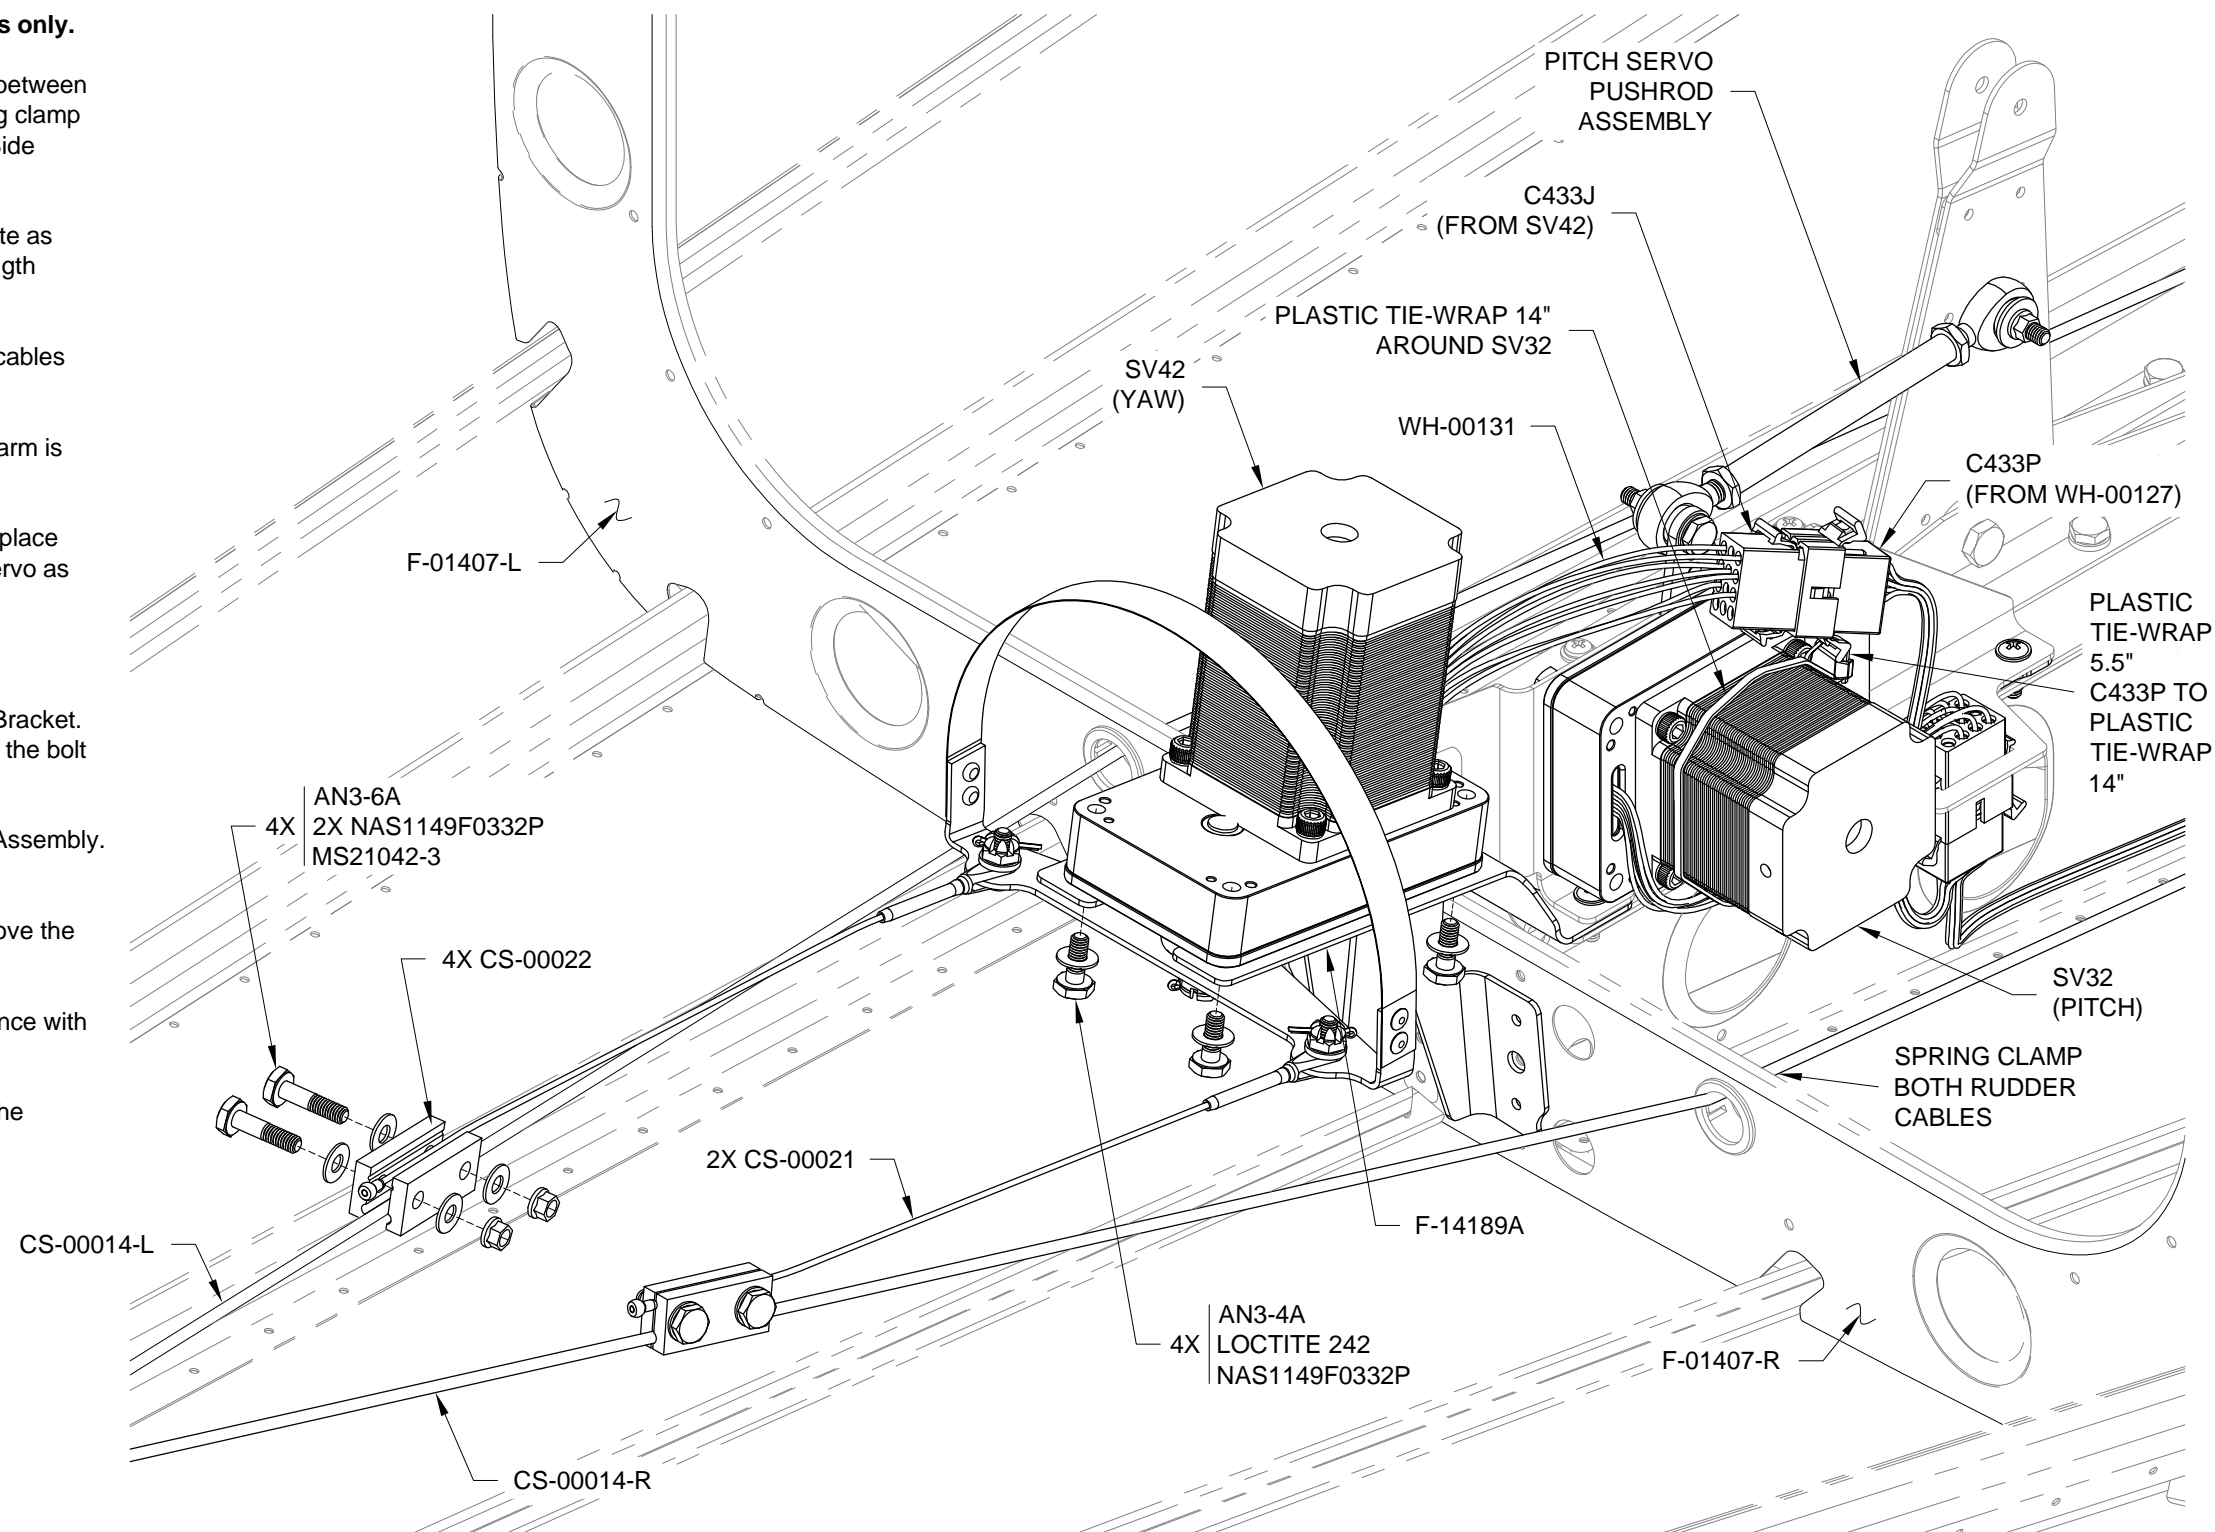 s only.
between
g clamp
Side
te as
gth
cables
arm is
place
ervo as
Bracket.
the bolt
Assembly.
ove the
nce with
he
PITCH SERVO
PUSHROD
ASSEMBLY
C433J
(FROM SV42)
PLASTIC TIE-WRAP 14"
AROUND SV32
SV42
(YAW)
WH-00131
C433P
(FROM WH-00127)
F-01407-L
PLASTIC
TIE-WRAP
5.5"
C433P TO
PLASTIC
TIE-WRAP
14"
4X
AN3-6A
2X NAS1149F0332P
MS21042-3
4X CS-00022
SV32
(PITCH)
SPRING CLAMP
BOTH RUDDER
CABLES
2X CS-00021
F-14189A
CS-00014-L
4X
AN3-4A
LOCTITE 242
NAS1149F0332P
F-01407-R
CS-00014-R